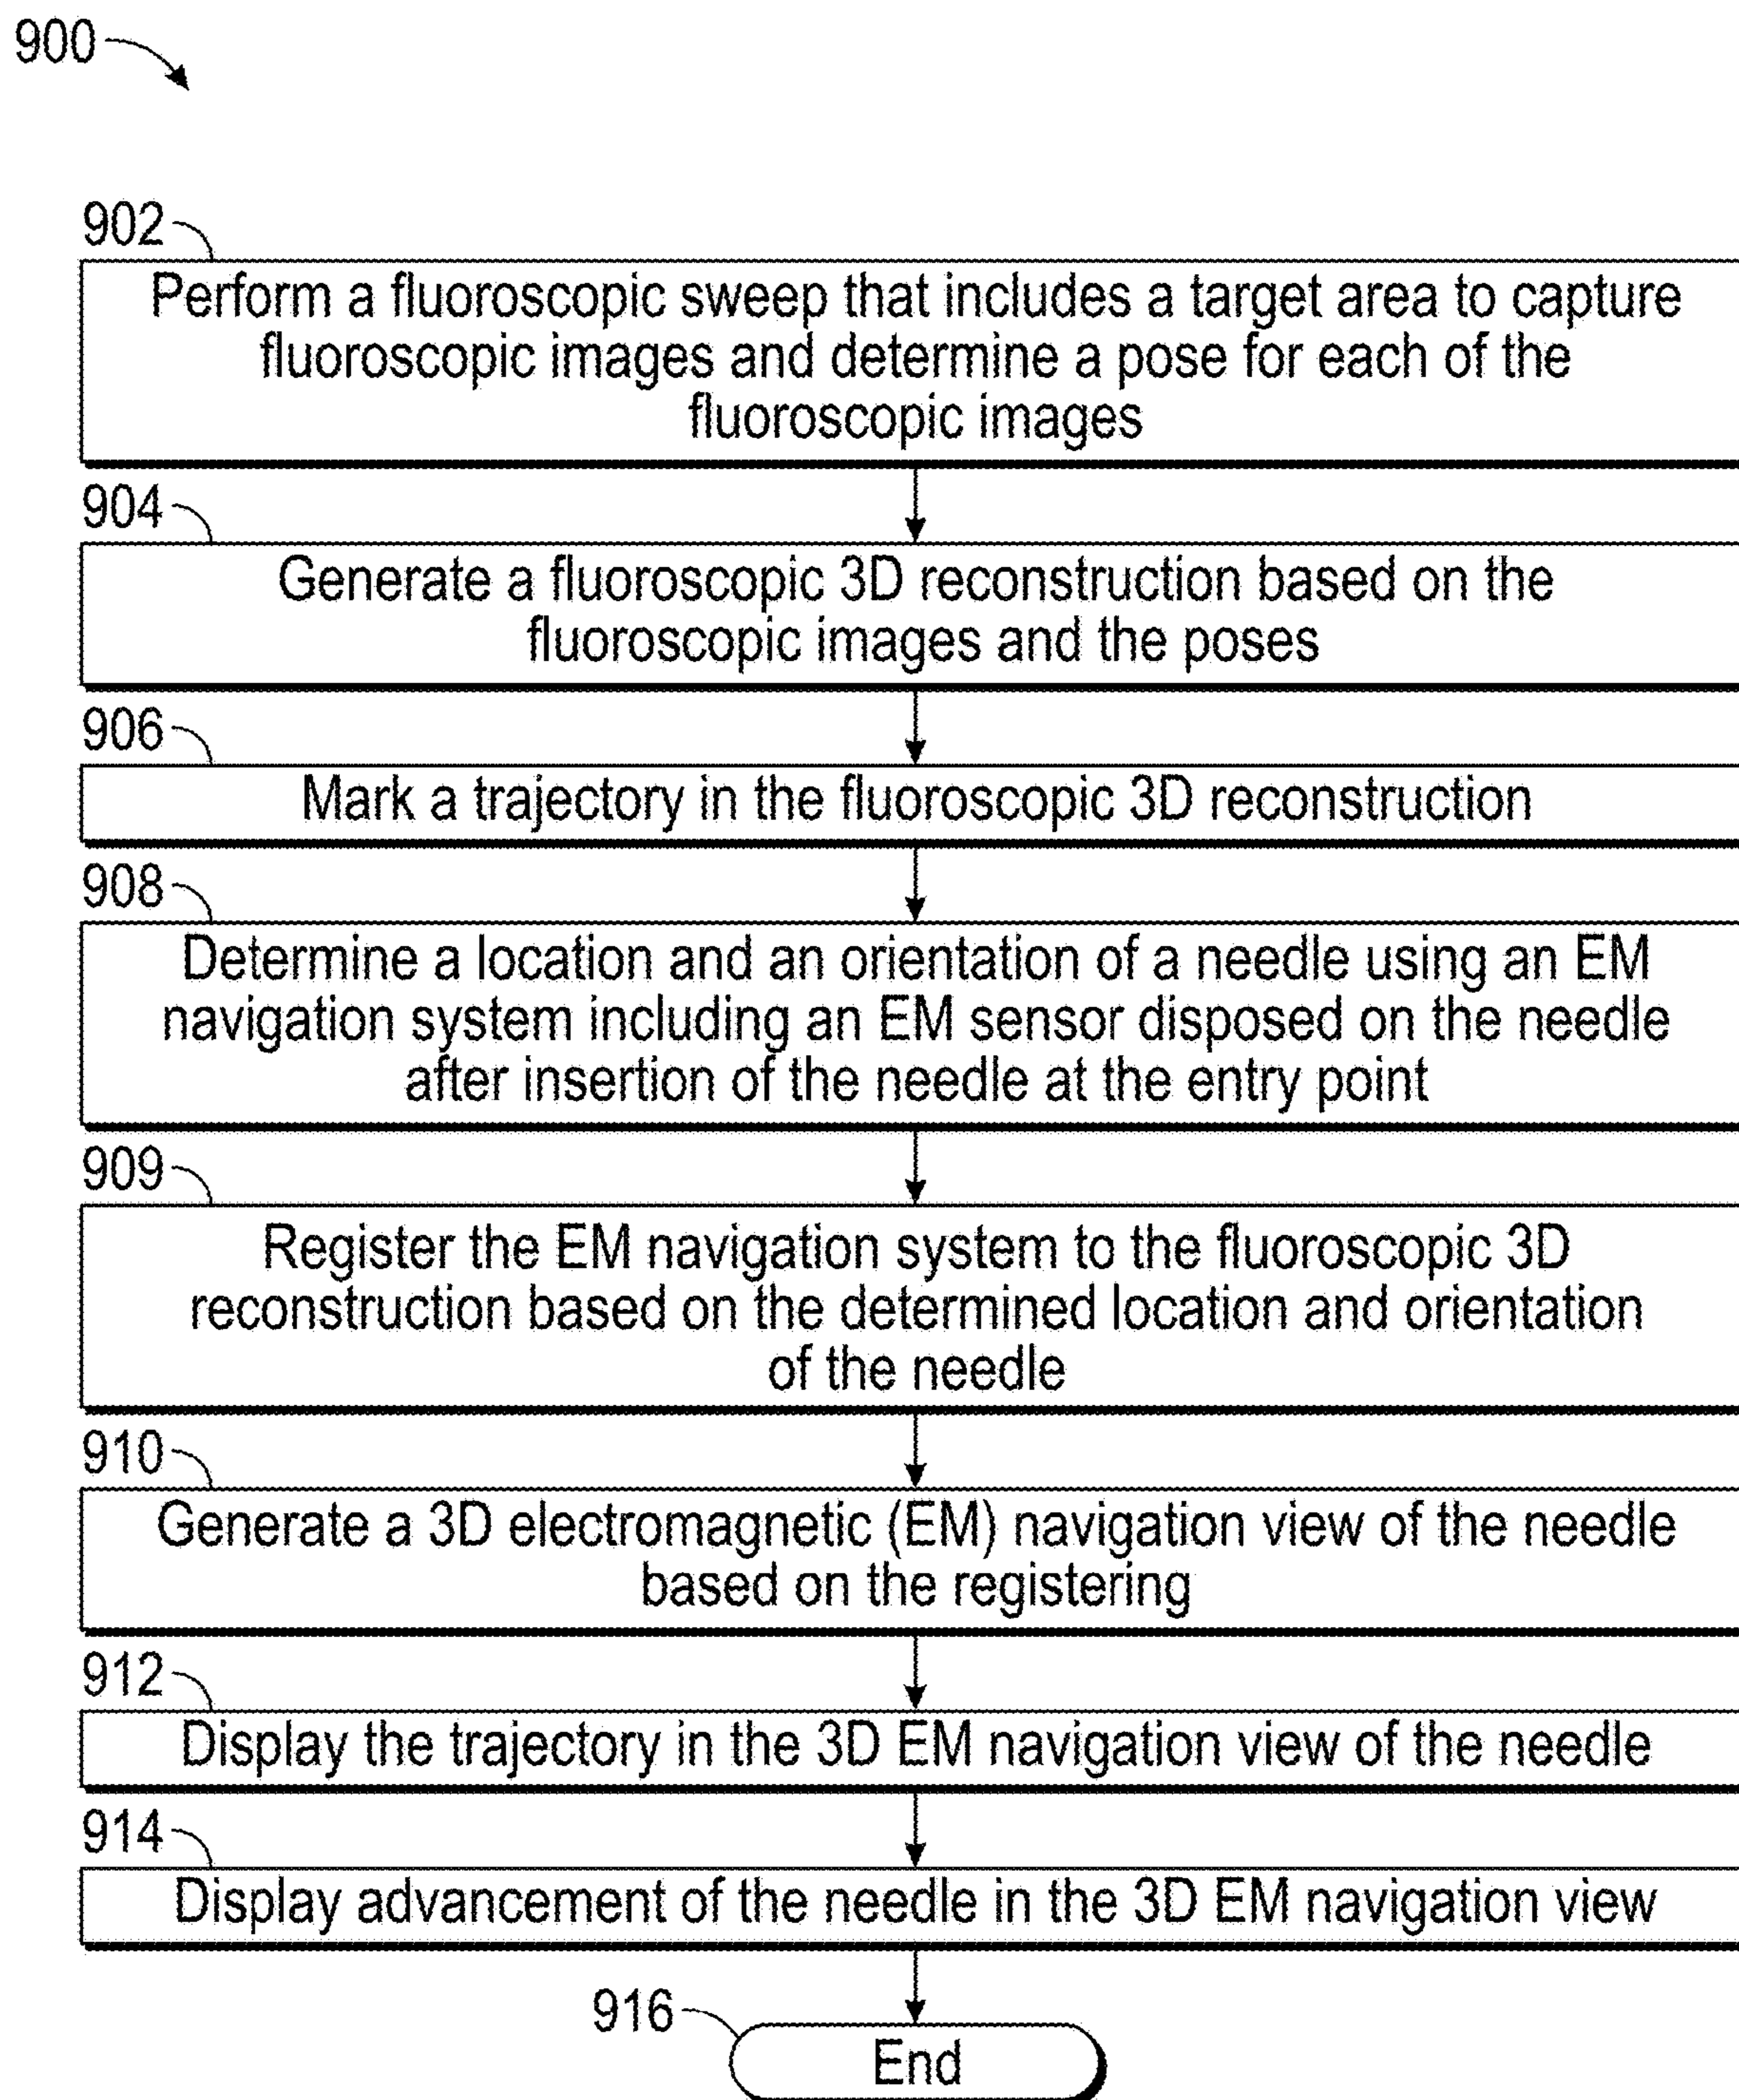 900
902
Perform a fluoroscopic sweep that includes a target area to capture
fluoroscopic images and determine a pose for each of the
fluoroscopic images
904
Generate a fluoroscopic 3D reconstruction based on the
fluoroscopic images and the poses
906
Mark a trajectory in the fluoroscopic 3D reconstruction
908
Determine a location and an orientation of a needle using an EM
navigation system including an EM sensor disposed on the needle
after insertion of the needle at the entry point
909
Register the EM navigation system to the fluoroscopic 3D
reconstruction based on the determined location and orientation
of the needle
910
Generate a 3D electromagnetic (EM) navigation view of the needle
based on the registering
912
Display the trajectory in the 3D EM navigation view of the needle
914
Display advancement of the needle in the 3D EM navigation view
916
End